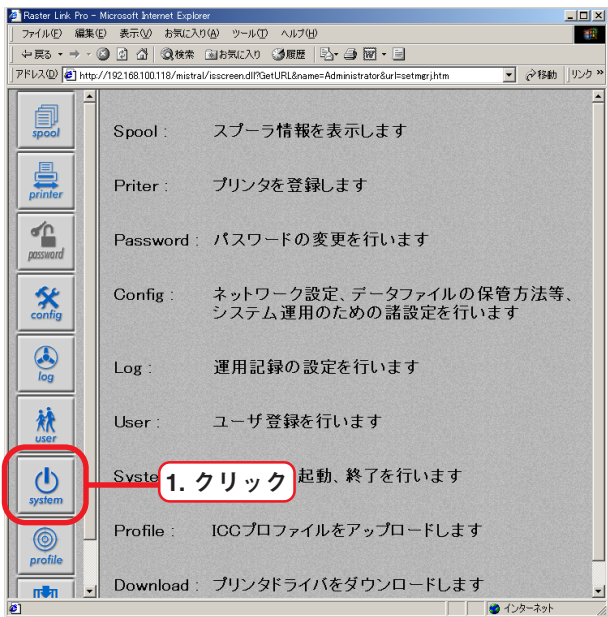 Raster Link Pro - Microsoft Internet Explorer
ファイル(F) 編集(E) 表示(V) お気に入り(A) ツール(T) ヘルプ(H)
戻る 検索 お気に入り 履歴
アドレス(D) http://192.168.100.118/mistral/isscreen.dll?GetURL&name=Administrator&url=setmgrj.htm 移動 リンク »
spool
Spool : スプーラ情報を表示します
printer
Priter : プリンタを登録します
password
Password : パスワードの変更を行います
config
Config : ネットワーク設定、データファイルの保管方法等、
システム運用のための諸設定を行います
log
Log : 運用記録の設定を行います
user
User : ユーザ登録を行います
system
Syste 1. クリック 起動、終了を行います
profile
Profile : ICCプロファイルをアップロードします
Download : プリンタドライバをダウンロードします
インターネット